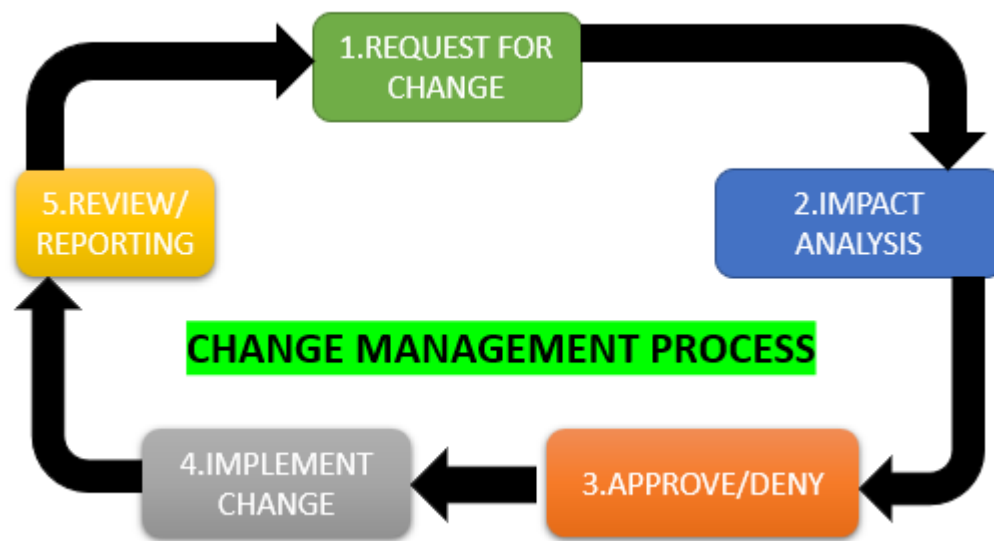 1.REQUEST FOR
CHANGE
2.IMPACT
ANALYSIS
3.APPROVE/DENY
4.IMPLEMENT
CHANGE
5.REVIEW/
REPORTING
CHANGE MANAGEMENT PROCESS